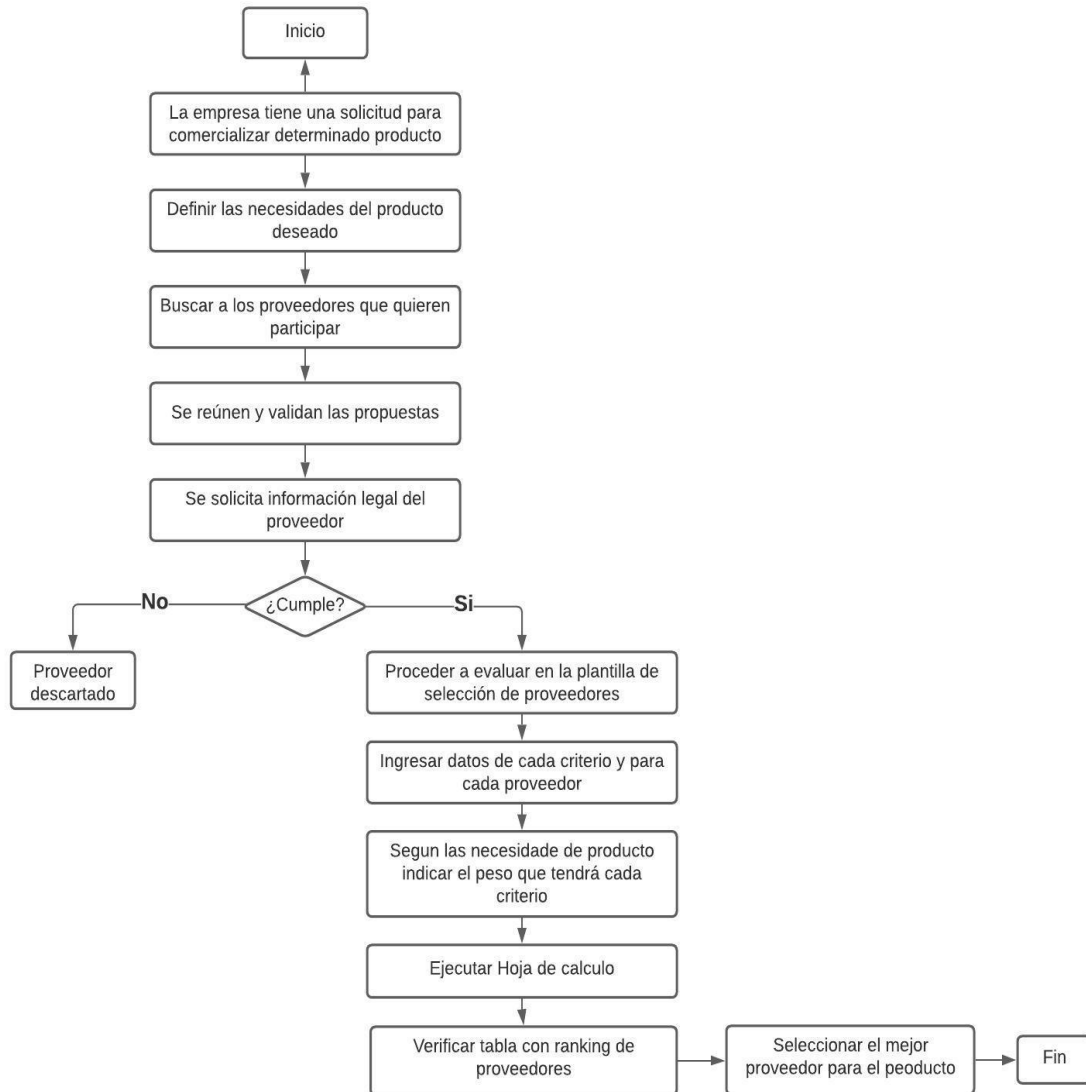 Inicio
La empresa tiene una solicitud para
comercializar determinado producto
Definir las necesidades del producto
deseado
Buscar a los proveedores que quieren
participar
Se reúnen y validan las propuestas
Se solicita información legal del
proveedor
¿Cumple?
No
Si
Proveedor
descartado
Proceder a evaluar en la plantilla de
selección de proveedores
Ingresar datos de cada criterio y para
cada proveedor
Segun las necesidade de producto
indicar el peso que tendrá cada
criterio
Ejecutar Hoja de calculo
Verificar tabla con ranking de
proveedores
Seleccionar el mejor
proveedor para el peoducto
Fin